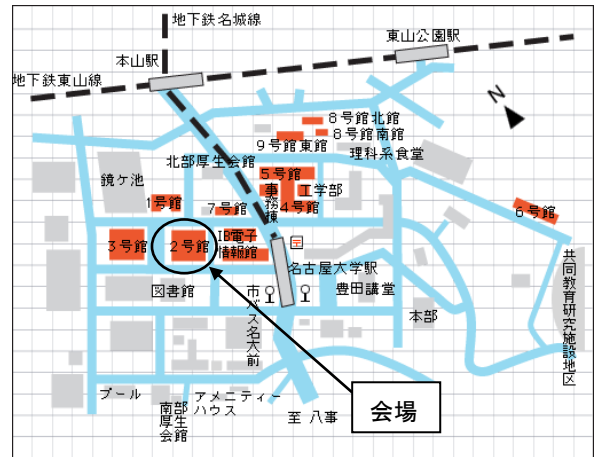 地下鉄名城線
東山公園駅
本山駅
地下鉄東山線
N
8号館北館
8号館南館
9号館東館
理科系食堂
北部厚生会館
5号館
鏡ケ池
事務棟
工学部
1号館
7号館
4号館
6号館
3号館
2号館
IB電子
情報館
〒
名古屋大学駅
共同教育研究施設地区
図書館
市バス名大前
豊田講堂
本部
プール
アメニティー
ハウス
南部
厚生
会館
至 八事
会場